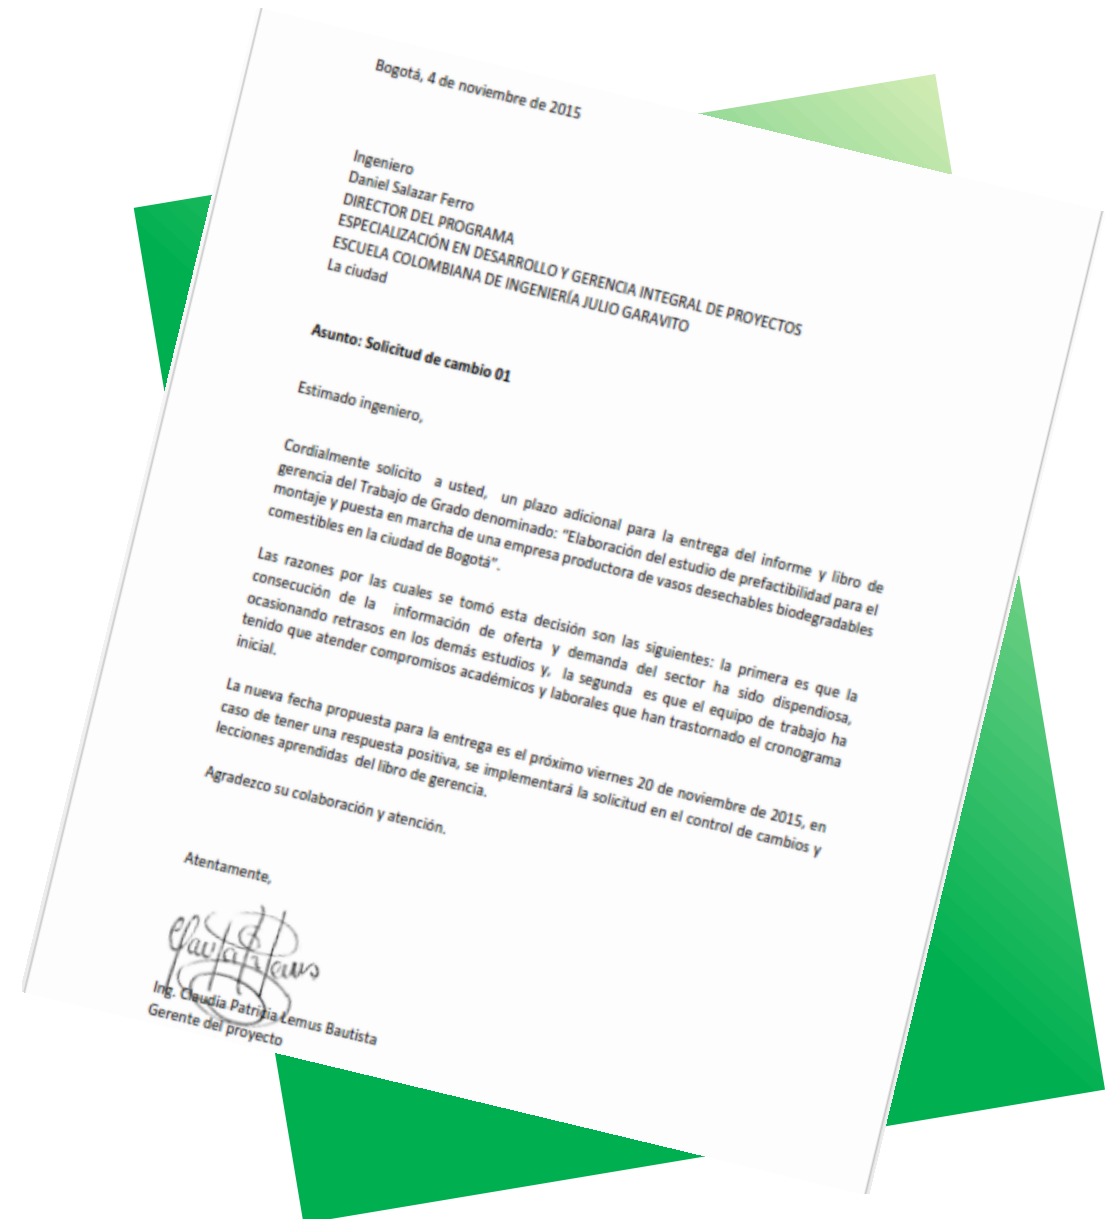 Bogotá, 4 de noviembre de 2015
Ingeniero
Daniel Salazar Ferro
DIRECTOR DEL PROGRAMA
ESPECIALIZACIÓN EN DESARROLLO Y GERENCIA INTEGRAL DE PROYECTOS
ESCUELA COLOMBIANA DE INGENIERÍA JULIO GARAVITO
La ciudad
Asunto: Solicitud de cambio 01
Estimado ingeniero,
Cordialmente solicito a usted, un plazo adicional para la entrega del informe y libro de
gerencia del Trabajo de Grado denominado: "Elaboración del estudio de prefactibilidad para el
montaje y puesta en marcha de una empresa productora de vasos desechables biodegradables
comestibles en la ciudad de Bogotá".
Las razones por las cuales se tomó esta decisión son las siguientes: la primera es que la
consecución de la información de oferta y demanda del sector ha sido dispendiosa,
ocasionando retrasos en los demás estudios y, la segunda es que el equipo de trabajo ha
tenido que atender compromisos académicos y laborales que han trastornado el cronograma
inicial.
La nueva fecha propuesta para la entrega es el próximo viernes 20 de noviembre de 2015, en
caso de tener una respuesta positiva, se implementará la solicitud en el control de cambios y
lecciones aprendidas del libro de gerencia.
Agradezco su colaboración y atención.
Atentamente,
Ing. Claudia Patricia Lemus Bautista
Gerente del proyecto